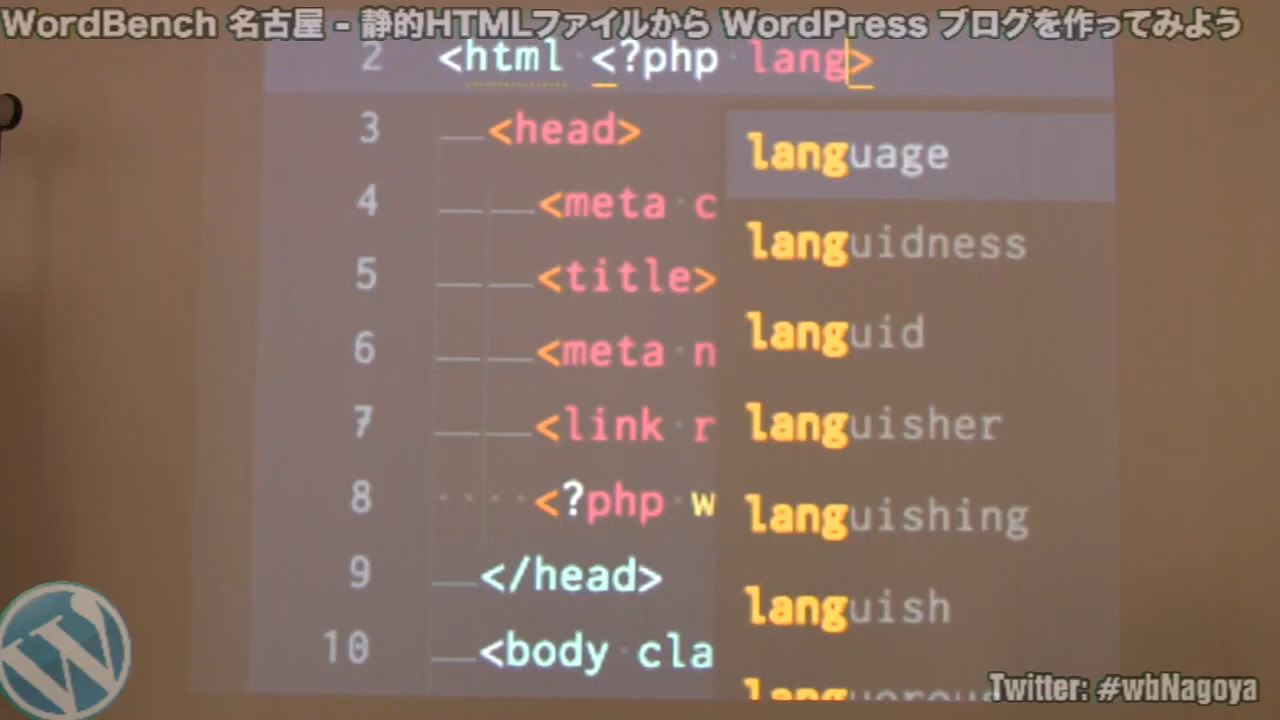 WordBench 名古屋 - 静的HTMLファイルから WordPress ブログを作ってみよう
2 <html <?php lang>
3 <head>
4 <meta c
5 <title>
6 <meta n
7 <link r
8 <?php w
9 </head>
10 <body cla
language
languidness
languid
languisher
languishing
languish
languorous
Twitter: #wbNagoya
W